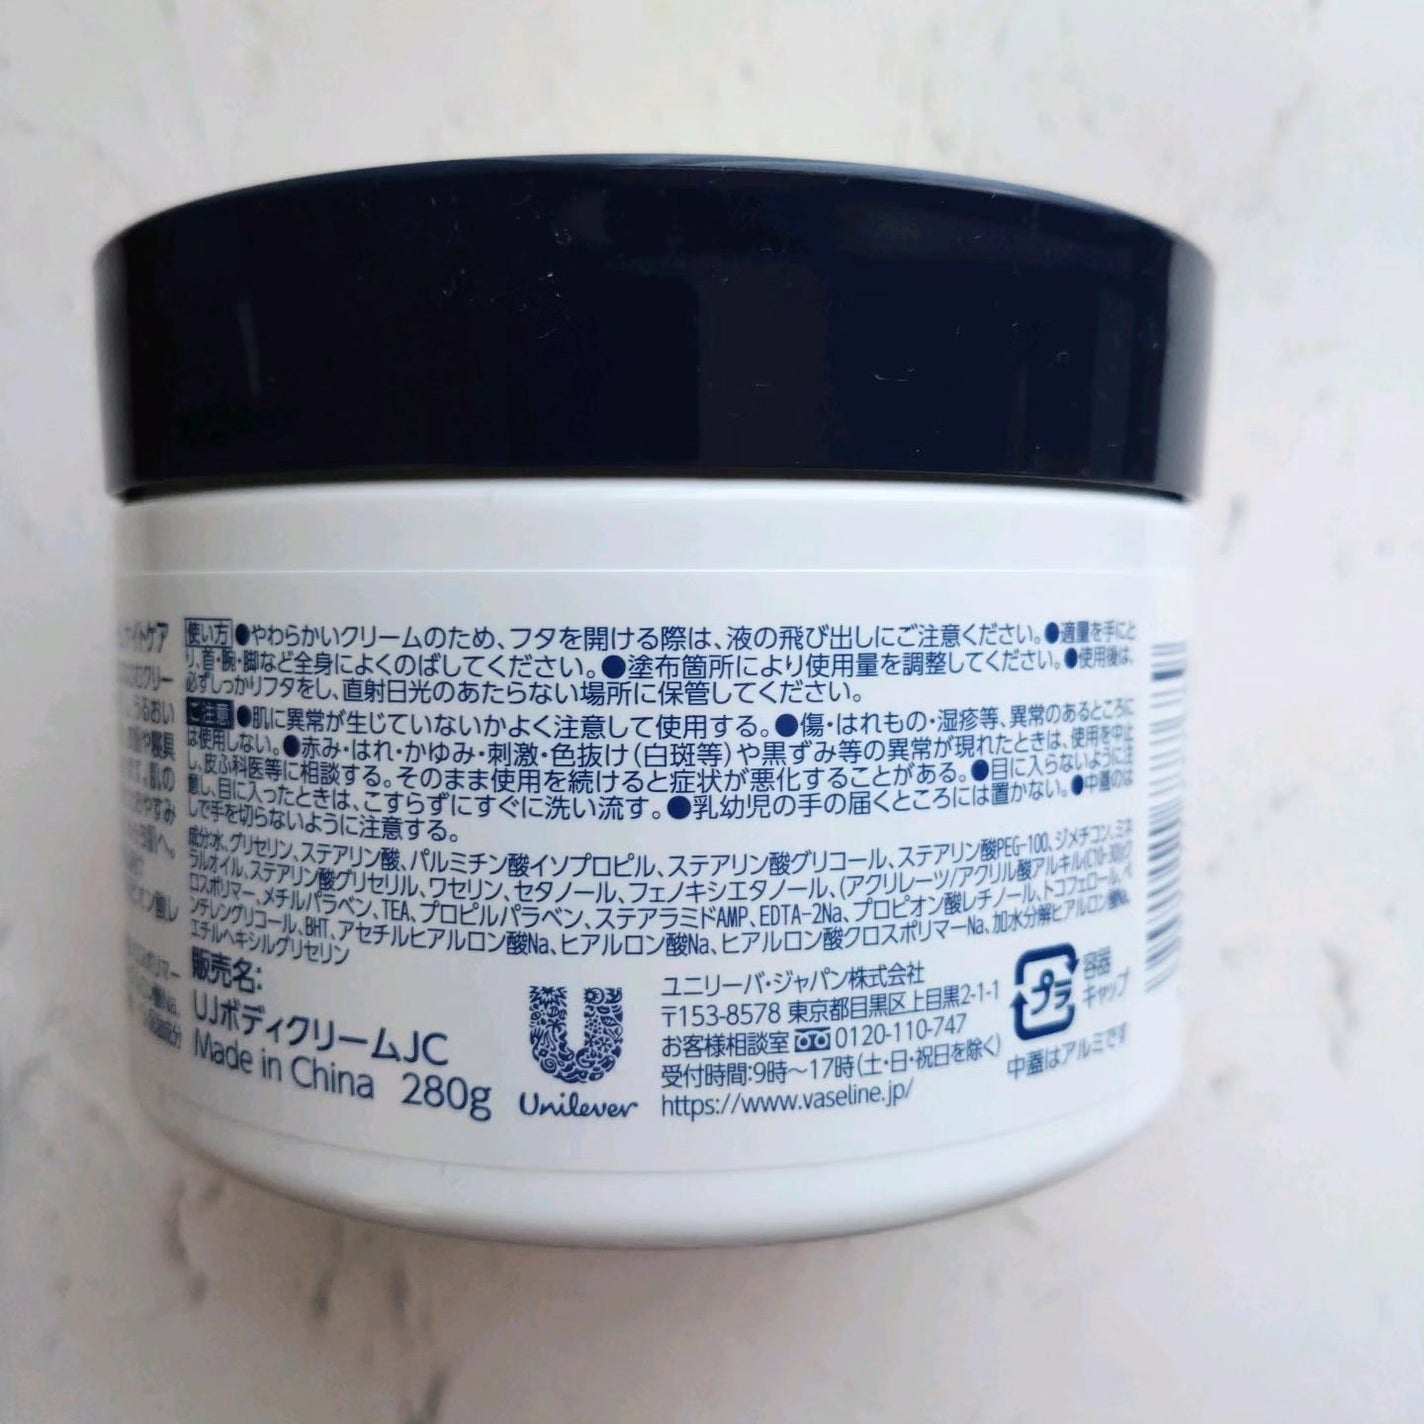 ナイトケア
クリー
うるおい
や寝具
肌の
おやすみ
肌へ。
ピオン酸レ
使い方 ●やわらかいクリームのため、フタを開ける際は、液の飛び出しにご注意ください。●適量を手にと
り、首・腕・脚など全身によくのばしてください。●塗布箇所により使用量を調整してください。●使用後は、
必ずしっかりフタをし、直射日光のあたらない場所に保管してください。
ご注意 ●肌に異常が生じていないかよく注意して使用する。●傷・はれもの・湿疹等、異常のあるところに
は使用しない。●赤み・はれ・かゆみ・刺激・色抜け(白斑等)や黒ずみ等の異常が現れたときは、使用を中止
し、皮ふ科医等に相談する。そのまま使用を続けると症状が悪化することがある。●目に入らないように注
意し、目に入ったときは、こすらずにすぐに洗い流す。●乳幼児の手の届くところには置かない。●中蓋のは
しで手を切らないように注意する。
成分水、グリセリン、ステアリン酸、パルミチン酸イソプロピル、ステアリン酸グリコール、ステアリン酸PEG-100、ジメチコン、ミネ
ラルオイル、ステアリン酸グリセリル、ワセリン、セタノール、フェノキシエタノール、(アクリレーツ/アクリル酸アルキル(C10-30))ク
ロスポリマー、メチルパラベン、TEA、プロピルパラベン、ステアラミドAMP、EDTA-2Na、プロピオン酸レチノール、トコフェロール、ペ
ンチレングリコール、BHT、アセチルヒアルロン酸Na、ヒアルロン酸Na、ヒアルロン酸クロスポリマーNa、加水分解ヒアルロン酸Na、
エチルヘキシルグリセリン
販売名:
UJボディクリームJC
Made in China 280g
Unilever
ユニリーバ・ジャパン株式会社
〒153-8578 東京都目黒区上目黒2-1-1
お客様相談室 0120-110-747
受付時間:9時～17時(土・日・祝日を除く)
https://www.vaseline.jp/
プラ
容器
キャップ
中蓋はアルミです